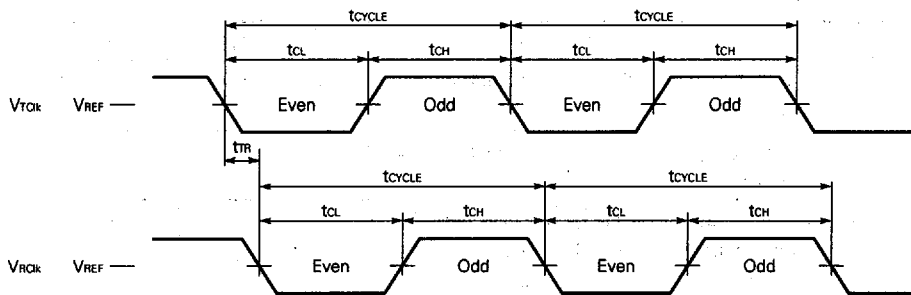 tCYCLE tCYCLE
tCL tCH tCL tCH
VTClk VREF Even Odd Even Odd
tTR
tCYCLE tCYCLE
tCL tCH tCL tCH
VRClk VREF Even Odd Even Odd